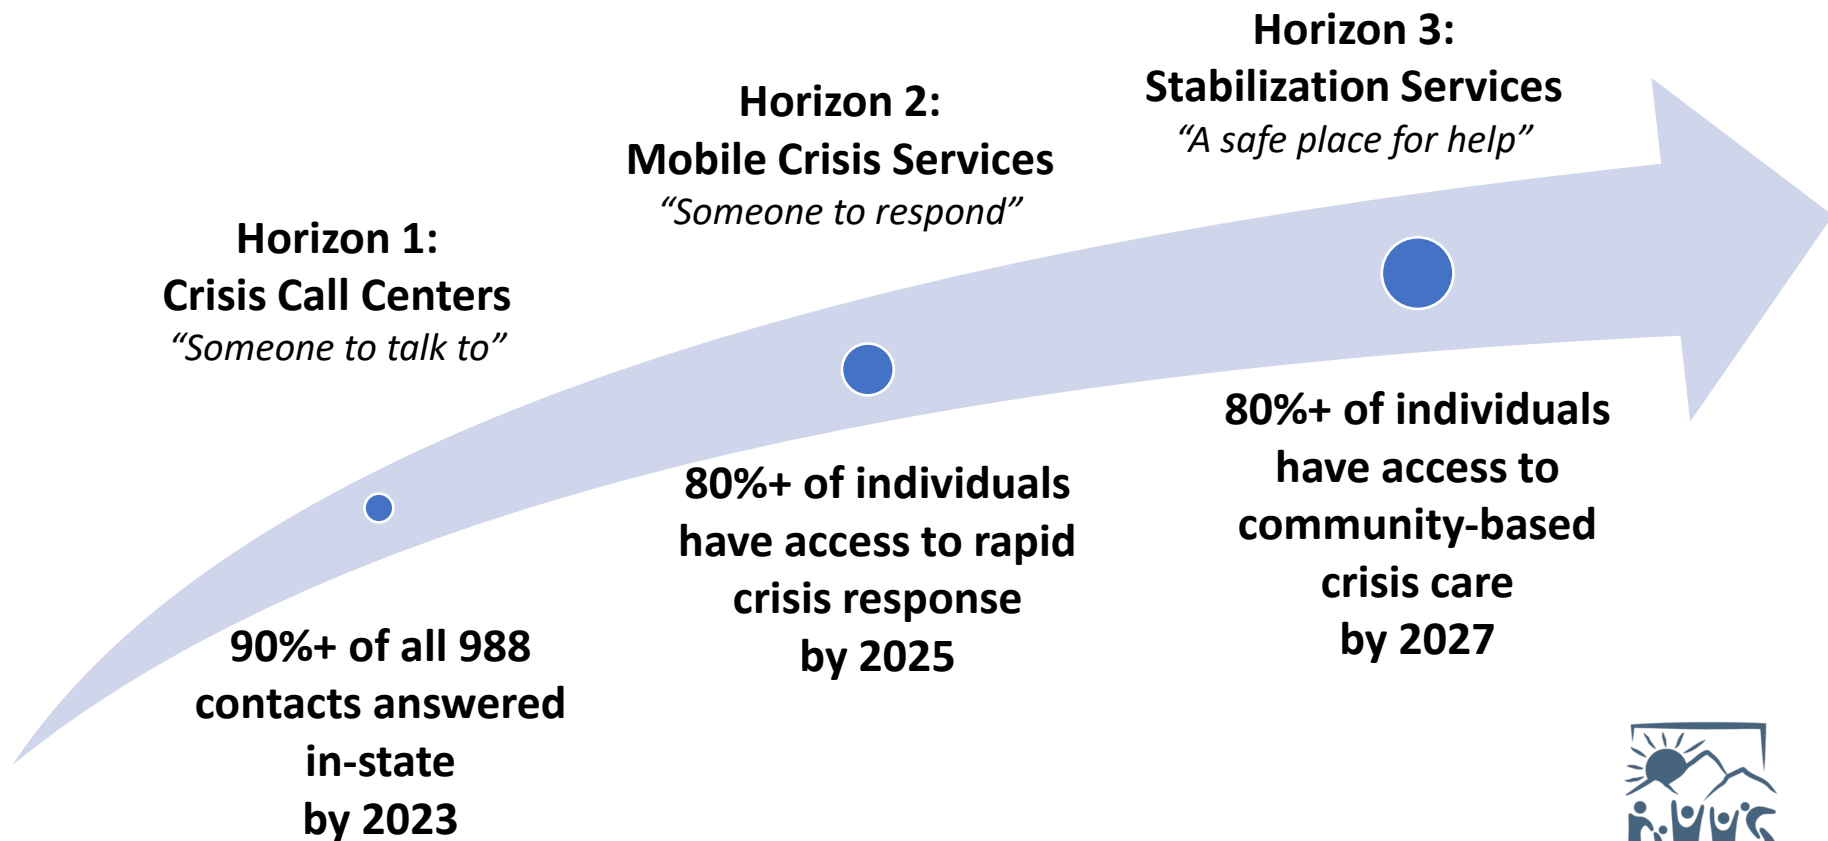 Horizon 1:
Crisis Call Centers
“Someone to talk to”
90%+ of all 988
contacts answered
in-state
by 2023
Horizon 2:
Mobile Crisis Services
“Someone to respond”
80%+ of individuals
have access to rapid
crisis response
by 2025
Horizon 3:
Stabilization Services
“A safe place for help”
80%+ of individuals
have access to
community-based
crisis care
by 2027